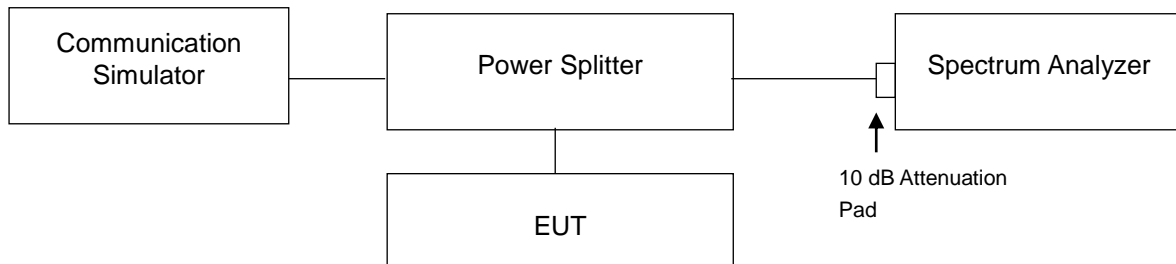 Communication
Simulator
Power Splitter
Spectrum Analyzer
10 dB Attenuation
Pad
EUT